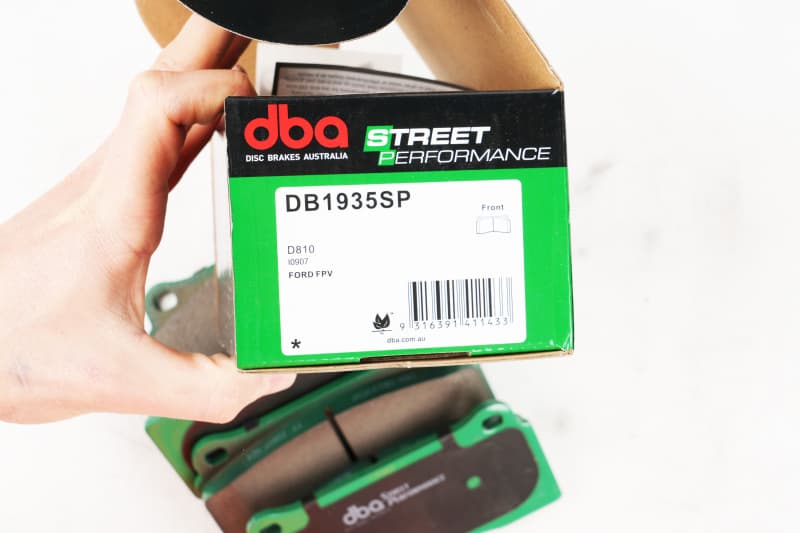 dba
DISC BRAKES AUSTRALIA
STREET
PERFORMANCE
DB1935SP
Front
D810
I0907
FORD FPV
9 316391 411433
*
dba.com.au
dba STREET
PERFORMANCE